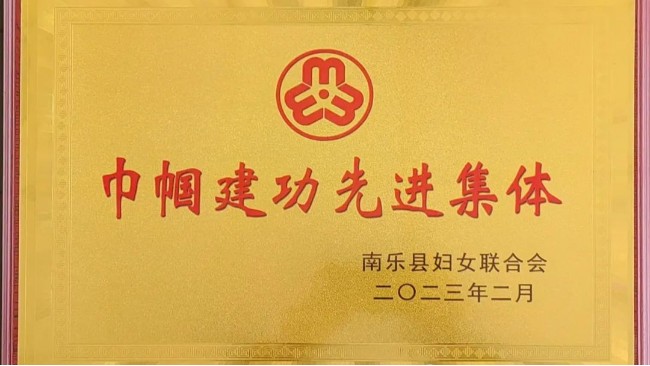 巾帼建功先进集体
南乐县妇女联合会
二〇二三年二月